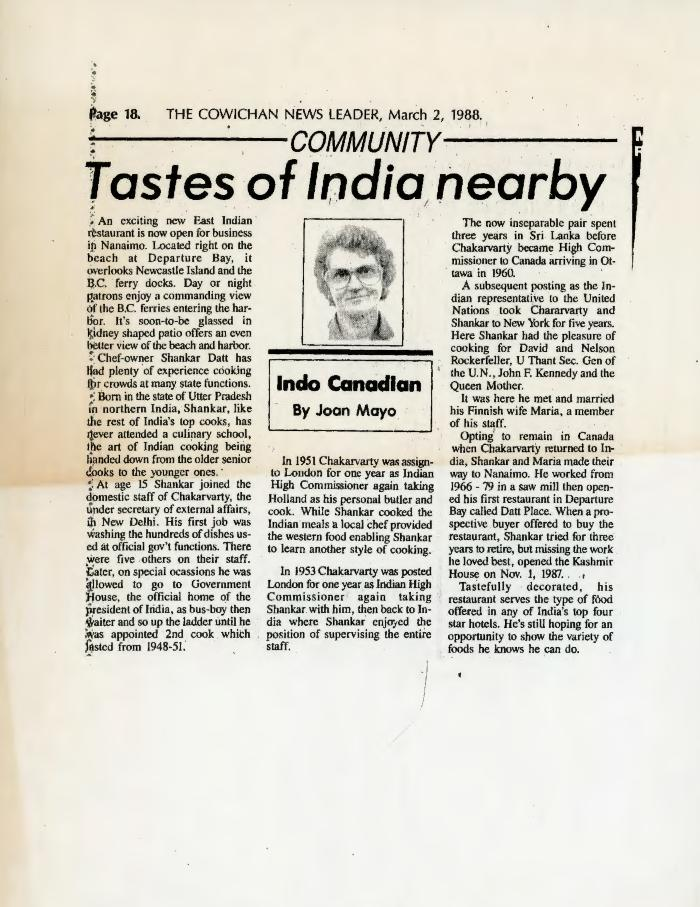 Page 18. THE COWICHAN NEWS LEADER, March 2, 1988.
COMMUNITY
Tastes of India nearby
An exciting new East Indian
restaurant is now open for business
in Nanaimo. Located right on the
beach at Departure Bay, it
overlooks Newcastle Island and the
B.C. ferry docks. Day or night
patrons enjoy a commanding view
of the B.C. ferries entering the har-
bor. It's soon-to-be glassed in
kidney shaped patio offers an even
better view of the beach and harbor.
Chef-owner Shankar Datt has
had plenty of experience cooking
for crowds at many state functions.
Born in the state of Utter Pradesh
in northern India, Shankar, like
the rest of India's top cooks, has
never attended a culinary school,
the art of Indian cooking being
handed down from the older senior
cooks to the younger ones.
At age 15 Shankar joined the
domestic staff of Chakarvarty, the
under secretary of external affairs,
in New Delhi. His first job was
washing the hundreds of dishes us-
ed at official gov't functions. There
were five others on their staff.
Later, on special ocassions he was
allowed to go to Government
House, the official home of the
president of India, as bus-boy then
waiter and so up the ladder until he
was appointed 2nd cook which
lasted from 1948-51.
Indo Canadian
By Joan Mayo
In 1951 Chakarvarty was assign-
to London for one year as Indian
High Commissioner again taking
Holland as his personal butler and
cook. While Shankar cooked the
Indian meals a local chef provided
the western food enabling Shankar
to learn another style of cooking.
In 1953 Chakarvarty was posted
London for one year as Indian High
Commissioner again taking
Shankar with him, then back to In-
dia where Shankar enjoyed the
position of supervising the entire
staff.
The now inseparable pair spent
three years in Sri Lanka before
Chakarvarty became High Com-
missioner to Canada arriving in Ot-
tawa in 1960.
A subsequent posting as the In-
dian representative to the United
Nations took Chararvarty and
Shankar to New York for five years.
Here Shankar had the pleasure of
cooking for David and Nelson
Rockerfeller, U Thant Sec. Gen of
the U.N., John F. Kennedy and the
Queen Mother.
It was here he met and married
his Finnish wife Maria, a member
of his staff.
Opting to remain in Canada
when Chakarvarty returned to In-
dia, Shankar and Maria made their
way to Nanaimo. He worked from
1966 - 79 in a saw mill then open-
ed his first restaurant in Departure
Bay called Datt Place. When a pro-
spective buyer offered to buy the
restaurant, Shankar tried for three
years to retire, but missing the work
he loved best, opened the Kashmir
House on Nov. 1, 1987.
Tastefully decorated, his
restaurant serves the type of food
offered in any of India's top four
star hotels. He's still hoping for an
opportunity to show the variety of
foods he knows he can do.